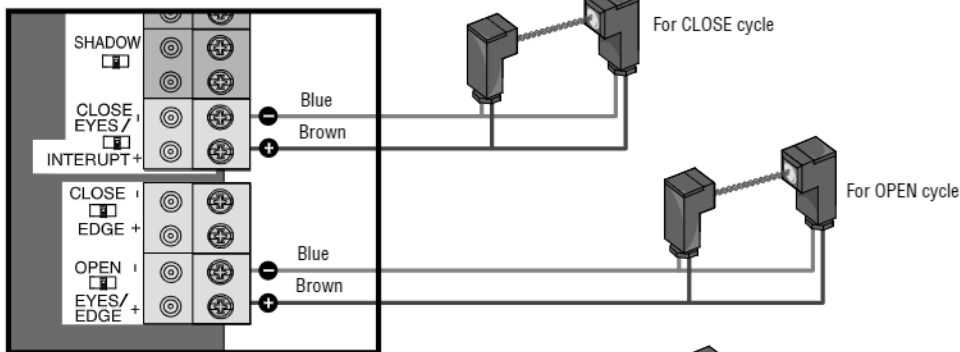 SHADOW
For CLOSE cycle
CLOSE -
EYES/
INTERUPT +
Blue
-
Brown
+
CLOSE -
EDGE +
For OPEN cycle
OPEN -
EYES/
EDGE +
Blue
-
Brown
+